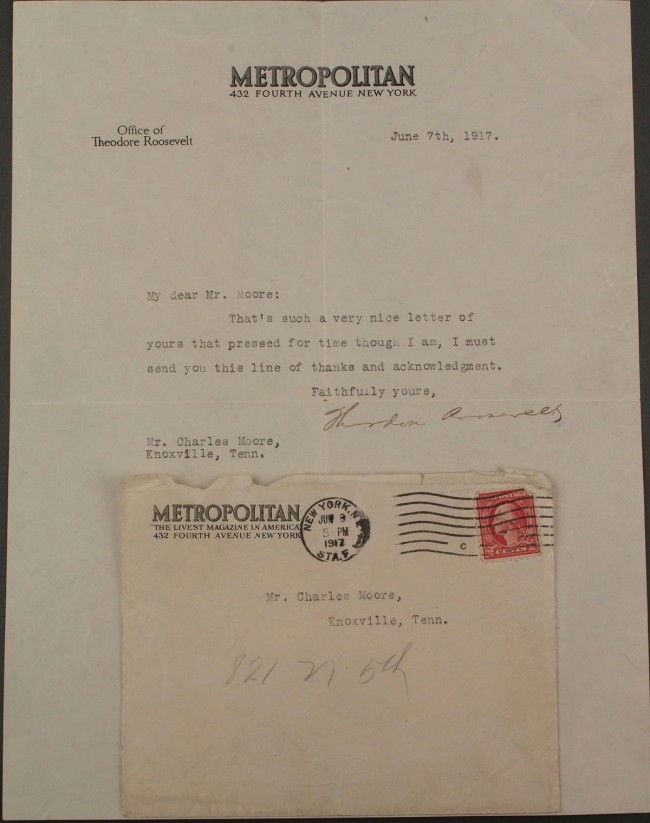 METROPOLITAN
432 FOURTH AVENUE NEW YORK
Office of
Theodore Roosevelt
June 7th, 1917.
My dear Mr. Moore:
That's such a very nice letter of
yours that pressed for time though I am, I must
send you this line of thanks and acknowledgment.
Faithfully yours,
Theodore Roosevelt
Mr. Charles Moore,
Knoxville, Tenn.
METROPOLITAN
"THE LIVEST MAGAZINE IN AMERICA"
432 FOURTH AVENUE, NEW YORK
NEW YORK, N.Y.
5 PM
1917
STA. F
C
Mr. Charles Moore,
Knoxville, Tenn.
821 N. 5th